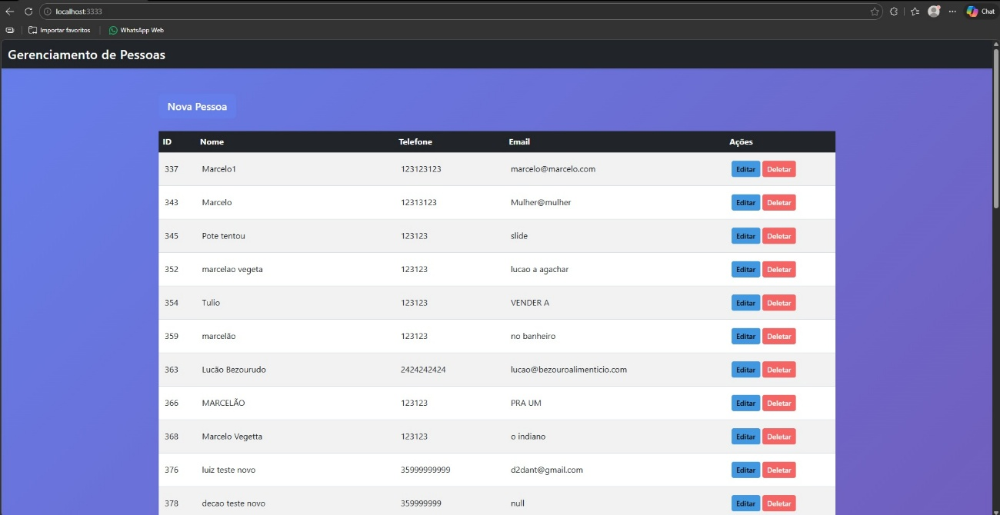 localhost:3333
Chat
Importar favoritos
WhatsApp Web
Gerenciamento de Pessoas
Nova Pessoa
ID Nome Telefone Email Ações
337 Marcelo1 123123123 marcelo@marcelo.com Editar Deletar
343 Marcelo 12313123 Mulher@mulher Editar Deletar
345 Pote tentou 123123 slide Editar Deletar
352 marcelao vegeta 123123 lucao a agachar Editar Deletar
354 Tulio 123123 VENDER A Editar Deletar
359 marcelão 123123 no banheiro Editar Deletar
363 Lucão Bezourudo 2424242424 lucao@bezouroalimenticio.com Editar Deletar
366 MARCELÃO 123123 PRA UM Editar Deletar
368 Marcelo Vegetta 123123 o indiano Editar Deletar
376 luiz teste novo 35999999999 d2dant@gmail.com Editar Deletar
378 decao teste novo 359999999 null Editar Deletar